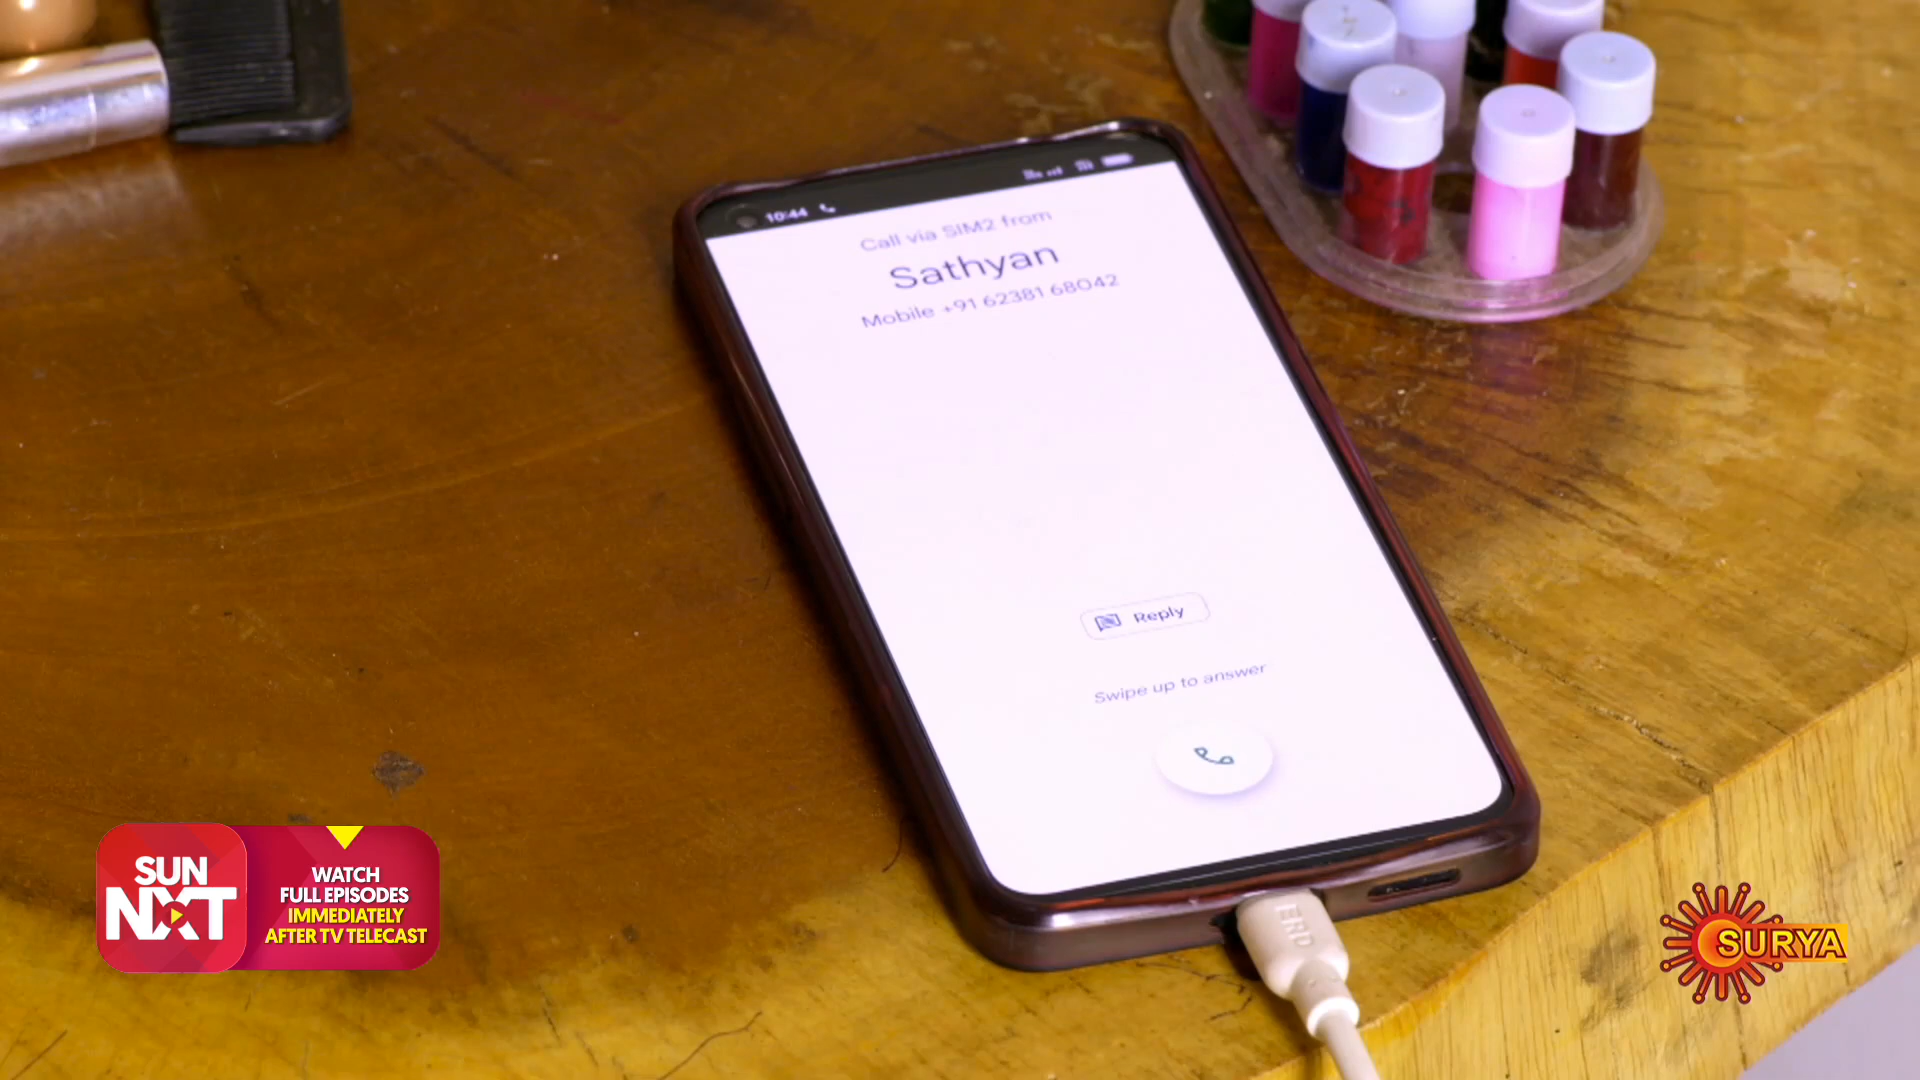 10:44
Call via SIM2 from
Sathyan
Mobile +91 62381 68042
Reply
Swipe up to answer
ERD
SUN
NXT
WATCH
FULL EPISODES
IMMEDIATELY
AFTER TV TELECAST
SURYA